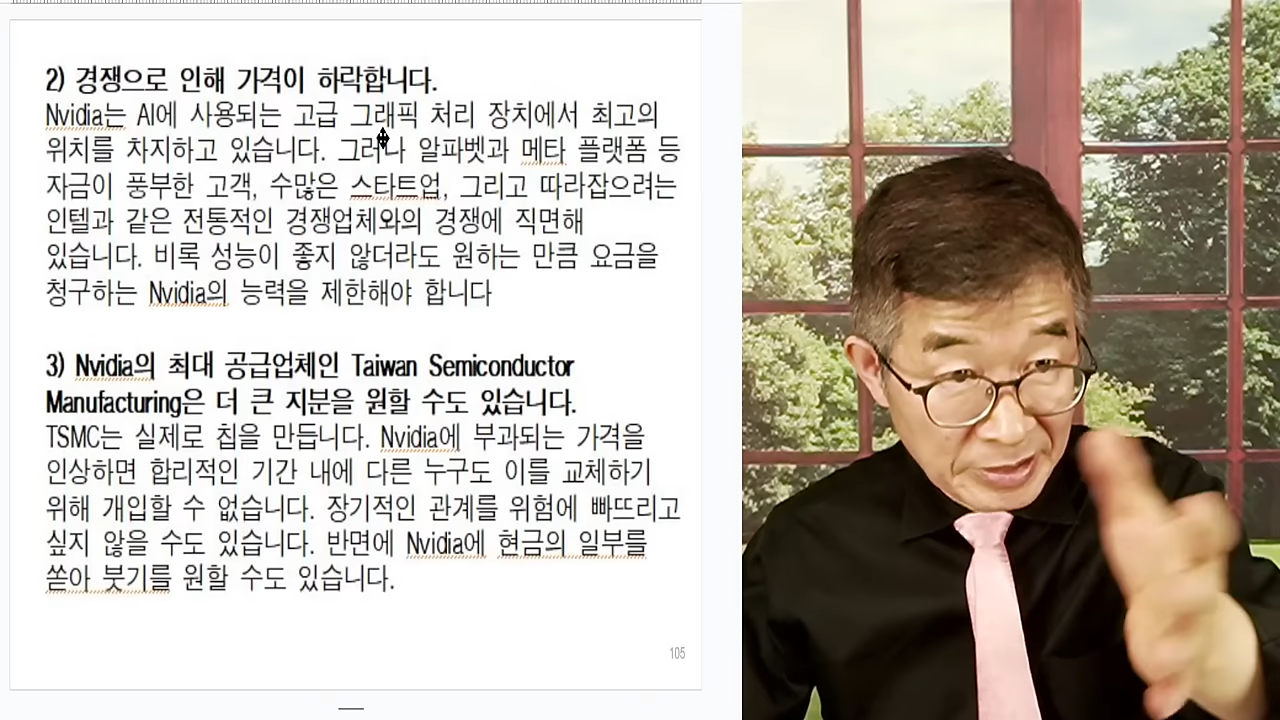 2) 경쟁으로 인해 가격이 하락합니다.
Nvidia는 AI에 사용되는 고급 그래픽 처리 장치에서 최고의
위치를 차지하고 있습니다. 그러나 알파벳과 메타 플랫폼 등
자금이 풍부한 고객, 수많은 스타트업, 그리고 따라잡으려는
인텔과 같은 전통적인 경쟁업체와의 경쟁에 직면해
있습니다. 비록 성능이 좋지 않더라도 원하는 만큼 요금을
청구하는 Nvidia의 능력을 제한해야 합니다
3) Nvidia의 최대 공급업체인 Taiwan Semiconductor
Manufacturing은 더 큰 지분을 원할 수도 있습니다.
TSMC는 실제로 칩을 만듭니다. Nvidia에 부과되는 가격을
인상하면 합리적인 기간 내에 다른 누구도 이를 교체하기
위해 개입할 수 없습니다. 장기적인 관계를 위험에 빠뜨리고
싶지 않을 수도 있습니다. 반면에 Nvidia에 현금의 일부를
쏟아 붓기를 원할 수도 있습니다.
105